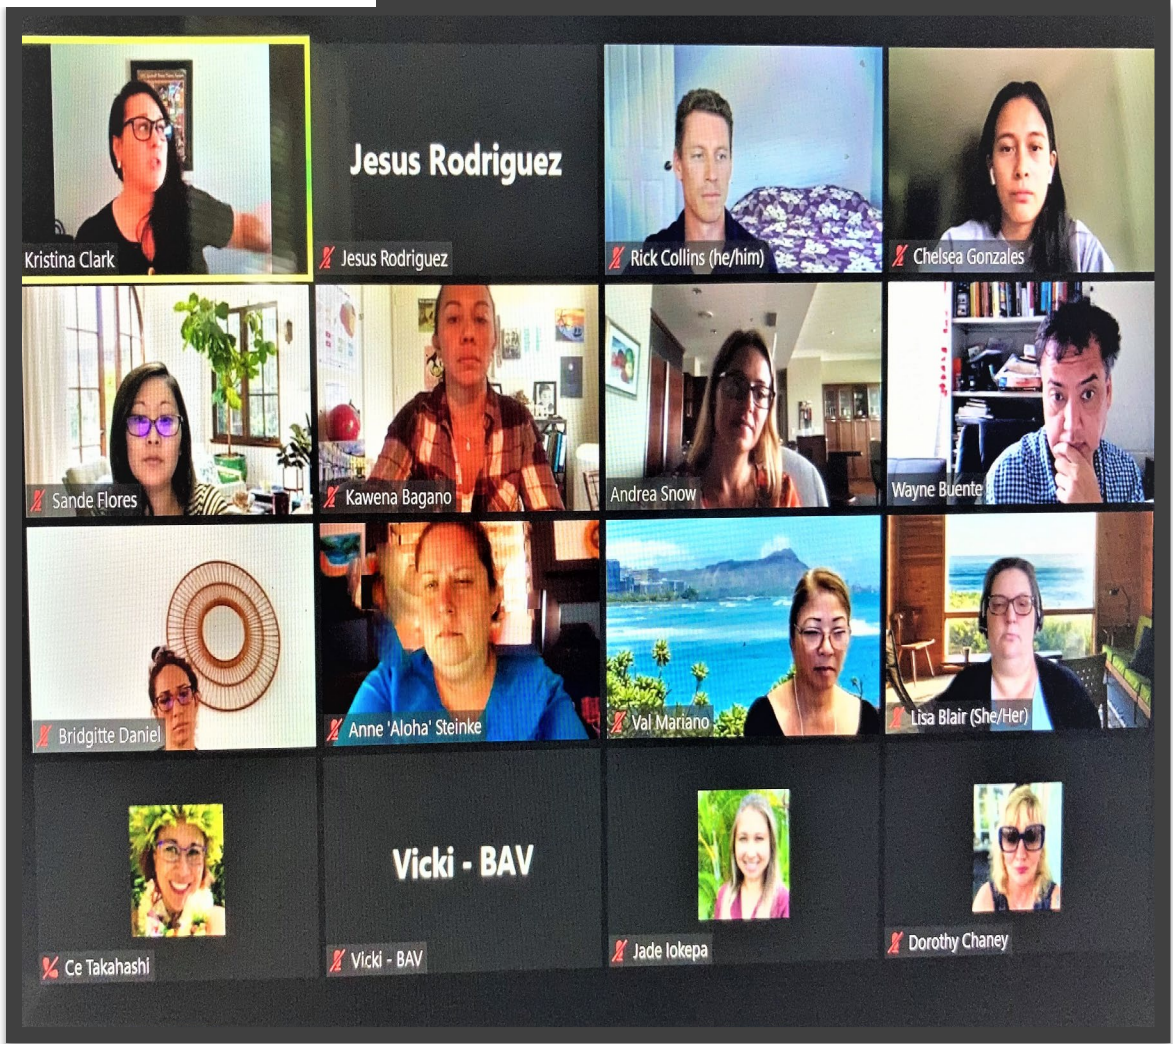 Kristina Clark
Jesus Rodriguez
Jesus Rodriguez
Rick Collins (he/him)
Chelsea Gonzales
Sande Flores
Kawena Bagano
Andrea Snow
Wayne Buente
Bridgitte Daniel
Anne 'Aloha' Steinke
Val Mariano
Lisa Blair (She/Her)
Ce Takahashi
Vicki - BAV
Vicki - BAV
Jade Iokepa
Dorothy Chaney